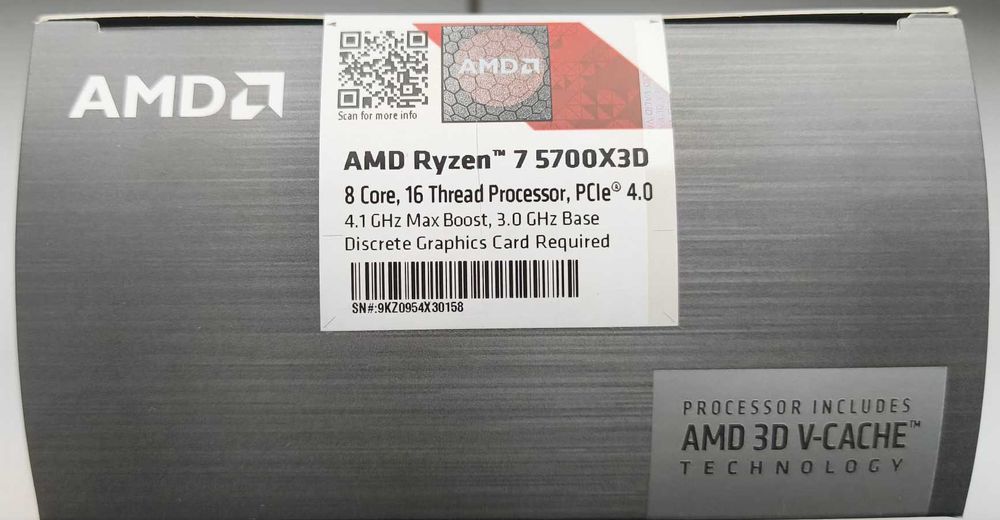 AMD
Scan for more info
AMD
AMD Ryzen™ 7 5700X3D
8 Core, 16 Thread Processor, PCIe® 4.0
4.1 GHz Max Boost, 3.0 GHz Base
Discrete Graphics Card Required
SN#:9KZ0954X30158
PROCESSOR INCLUDES
AMD 3D V-CACHE™
TECHNOLOGY